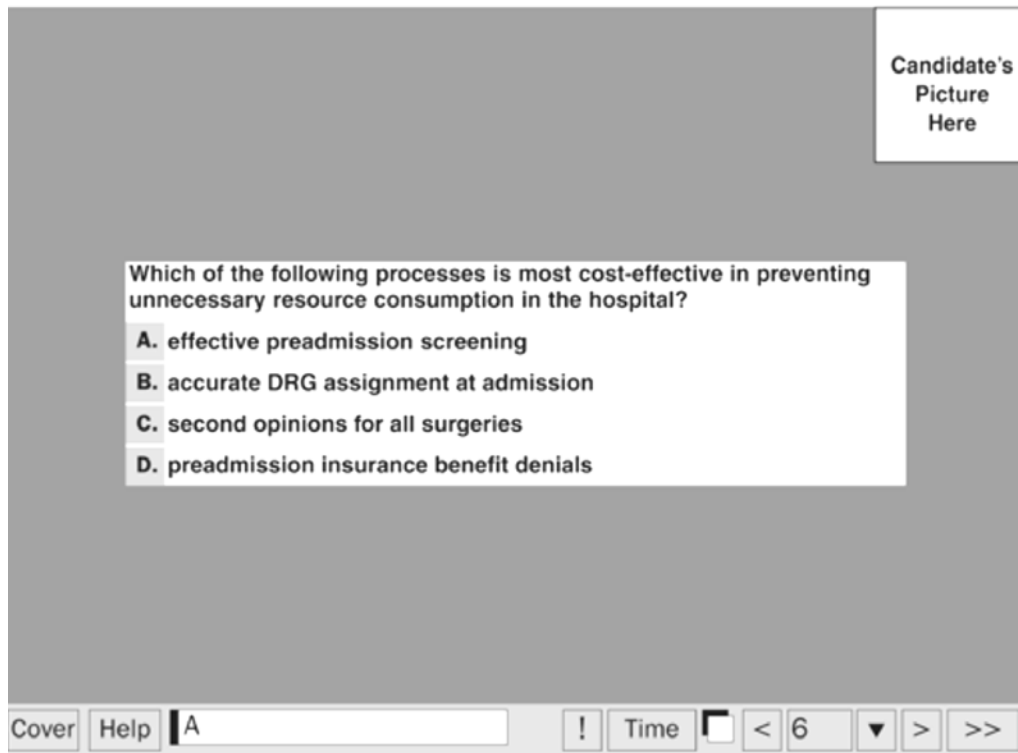 Candidate's
Picture
Here
Which of the following processes is most cost-effective in preventing
unnecessary resource consumption in the hospital?
A. effective preadmission screening
B. accurate DRG assignment at admission
C. second opinions for all surgeries
D. preadmission insurance benefit denials
Cover Help A ! Time < 6 ▼ > >>